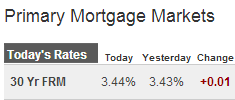 Primary Mortgage Markets
Today's Rates Today Yesterday Change
30 Yr FRM 3.44% 3.43% +0.01